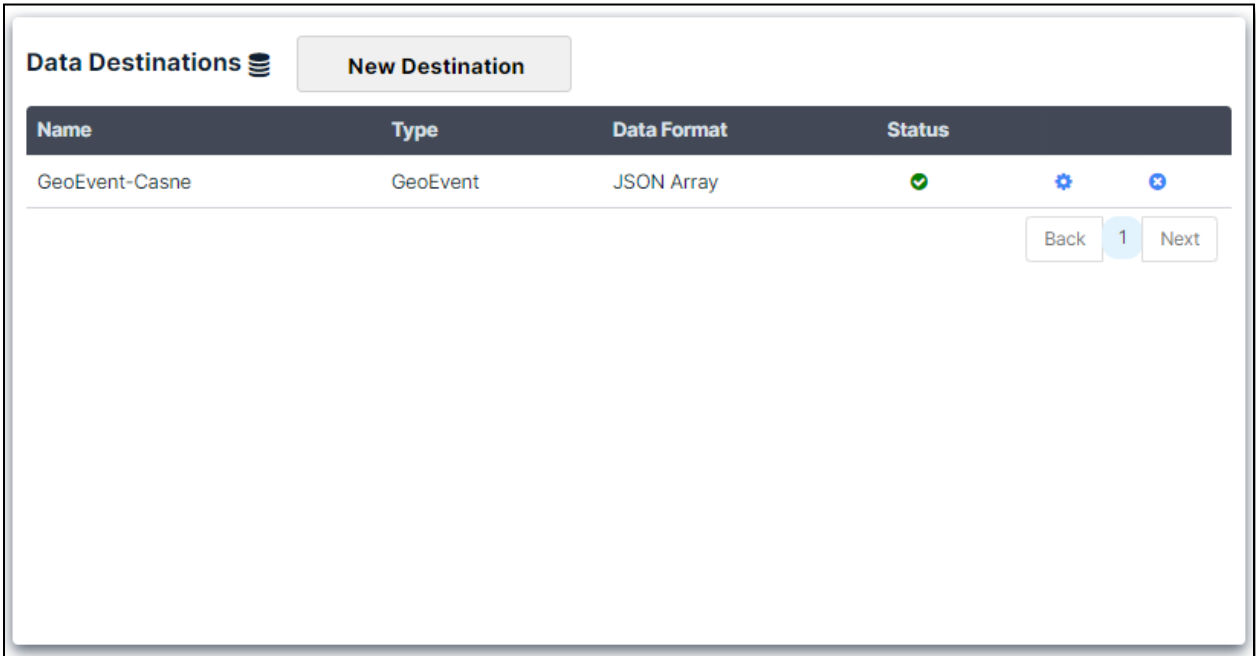 Data Destinations New Destination
Name Type Data Format Status
GeoEvent-Casne GeoEvent JSON Array
Back 1 Next